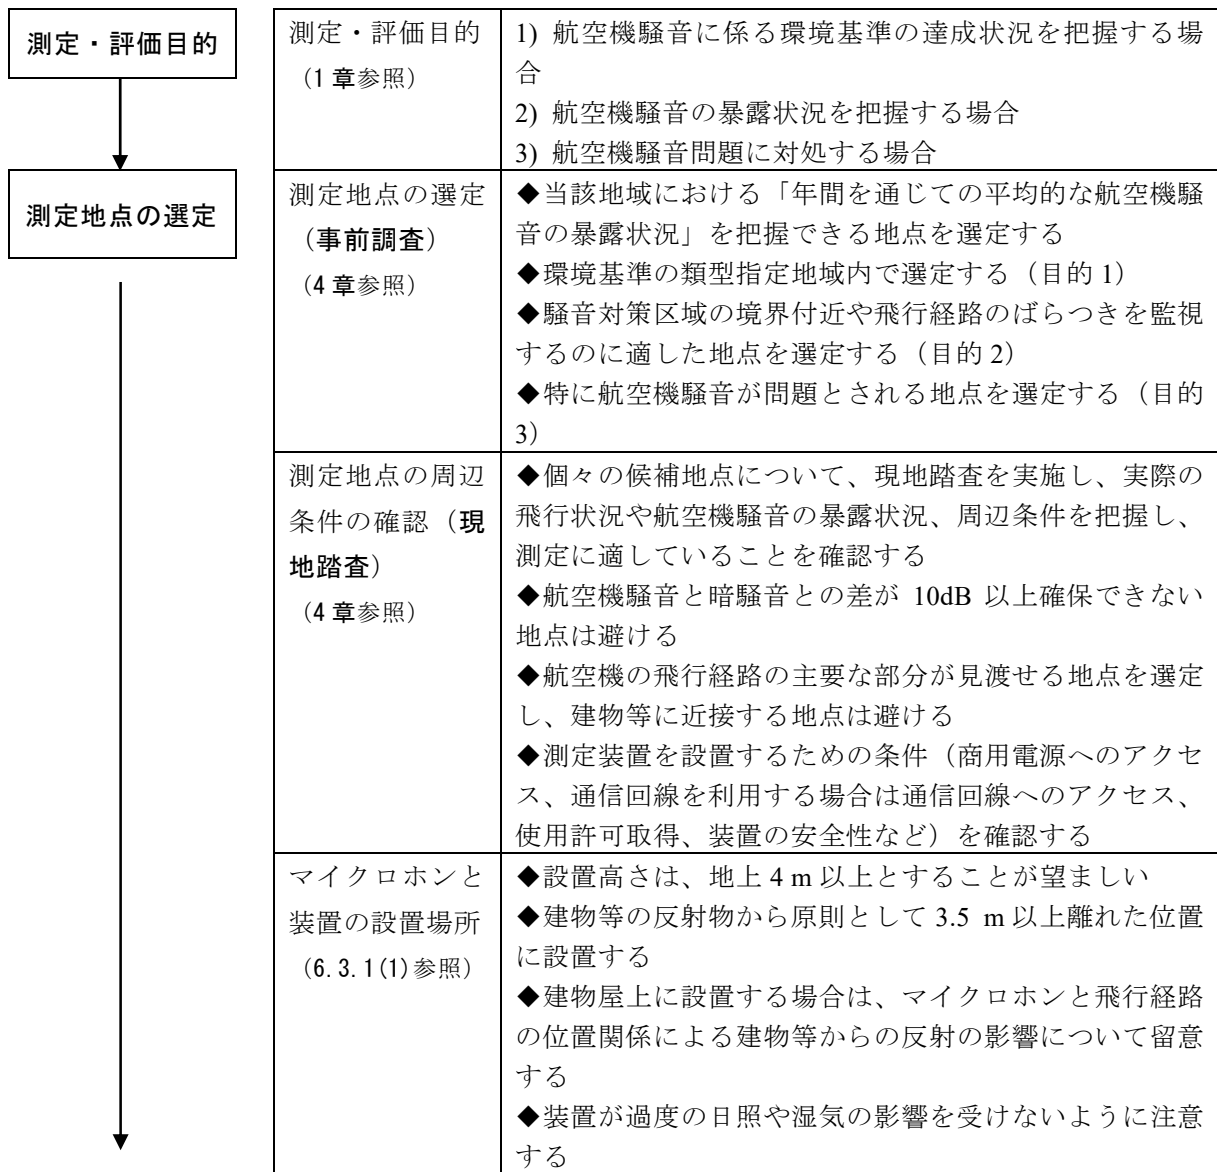 測定・評価目的
測定地点の選定
測定・評価目的
（1 章参照）
1) 航空機騒音に係る環境基準の達成状況を把握する場
合
2) 航空機騒音の暴露状況を把握する場合
3) 航空機騒音問題に対処する場合
測定地点の選定
（事前調査）
（4 章参照）
◆当該地域における「年間を通じての平均的な航空機騒
音の暴露状況」を把握できる地点を選定する
◆環境基準の類型指定地域内で選定する（目的 1）
◆騒音対策区域の境界付近や飛行経路のばらつきを監視
するのに適した地点を選定する（目的 2）
◆特に航空機騒音が問題とされる地点を選定する（目的
3）
測定地点の周辺
条件の確認（現
地踏査）
（4 章参照）
◆個々の候補地点について、現地踏査を実施し、実際の
飛行状況や航空機騒音の暴露状況、周辺条件を把握し、
測定に適していることを確認する
◆航空機騒音と暗騒音との差が 10dB 以上確保できない
地点は避ける
◆航空機の飛行経路の主要な部分が見渡せる地点を選定
し、建物等に近接する地点は避ける
◆測定装置を設置するための条件（商用電源へのアクセ
ス、通信回線を利用する場合は通信回線へのアクセス、
使用許可取得、装置の安全性など）を確認する
マイクロホンと
装置の設置場所
（6.3.1(1)参照）
◆設置高さは、地上 4 m 以上とすることが望ましい
◆建物等の反射物から原則として 3.5 m 以上離れた位置
に設置する
◆建物屋上に設置する場合は、マイクロホンと飛行経路
の位置関係による建物等からの反射の影響について留意
する
◆装置が過度の日照や湿気の影響を受けないように注意
する